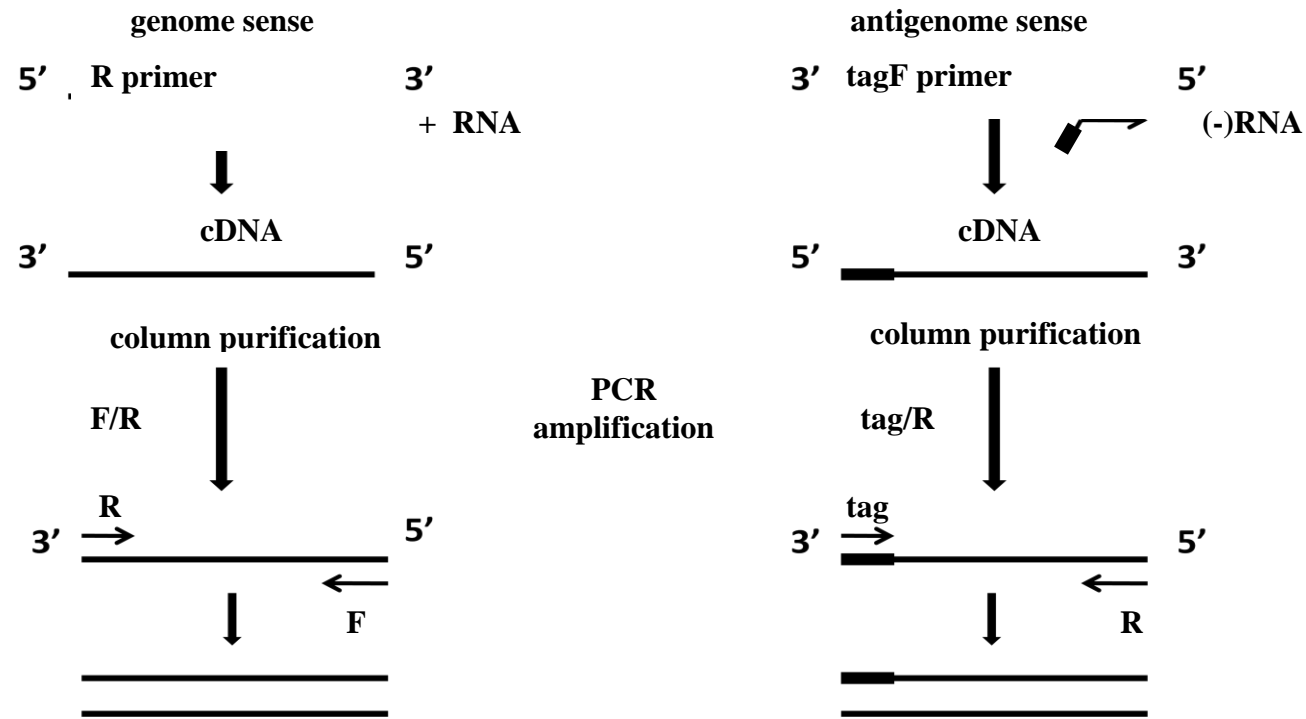 genome sense
antigenome sense
5’ R primer 3’
3’ tagF primer 5’
+ RNA
(-)RNA
cDNA
cDNA
3’ 5’
5’ 3’
column purification
column purification
PCR
amplification
F/R
tag/R
R
tag
3’ 5’
3’ 5’
F
R